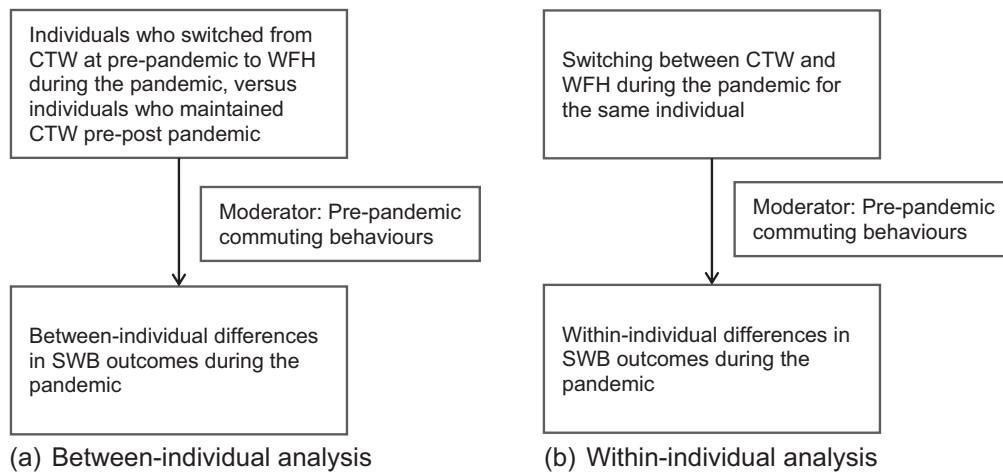 Individuals who switched from
CTW at pre-pandemic to WFH
during the pandemic, versus
individuals who maintained
CTW pre-post pandemic
Moderator: Pre-pandemic
commuting behaviours
Between-individual differences
in SWB outcomes during the
pandemic
(a) Between-individual analysis
Switching between CTW and
WFH during the pandemic for
the same individual
Moderator: Pre-pandemic
commuting behaviours
Within-individual differences in
SWB outcomes during the
pandemic
(b) Within-individual analysis